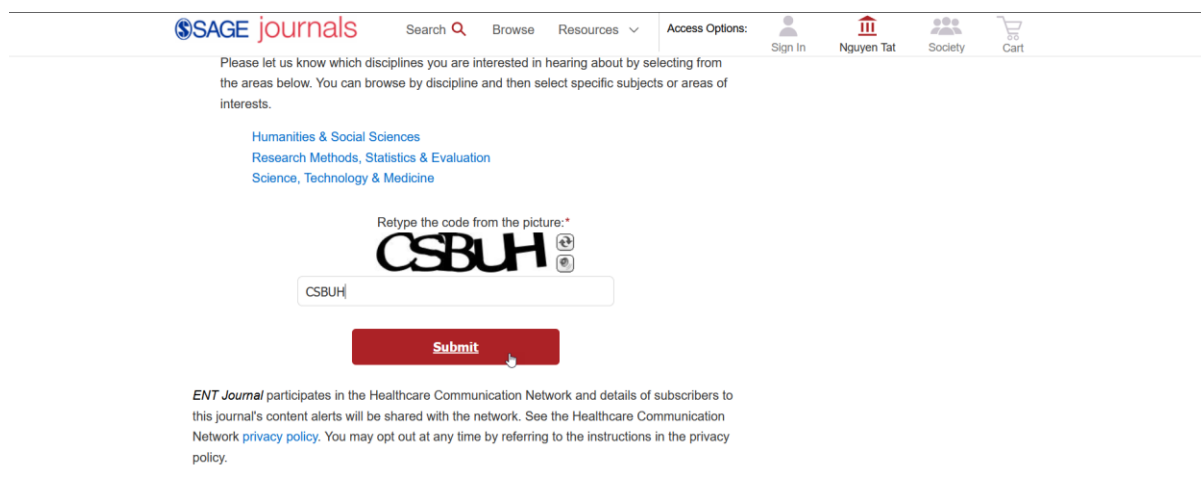 SAGE journals
Search Browse Resources Access Options: Sign In Nguyen Tat Society Cart
Please let us know which disciplines you are interested in hearing about by selecting from
the areas below. You can browse by discipline and then select specific subjects or areas of
interests.
Humanities & Social Sciences
Research Methods, Statistics & Evaluation
Science, Technology & Medicine
Retype the code from the picture:*
CSBUH
CSBUH
Submit
ENT Journal participates in the Healthcare Communication Network and details of subscribers to
this journal's content alerts will be shared with the network. See the Healthcare Communication
Network privacy policy. You may opt out at any time by referring to the instructions in the privacy
policy.